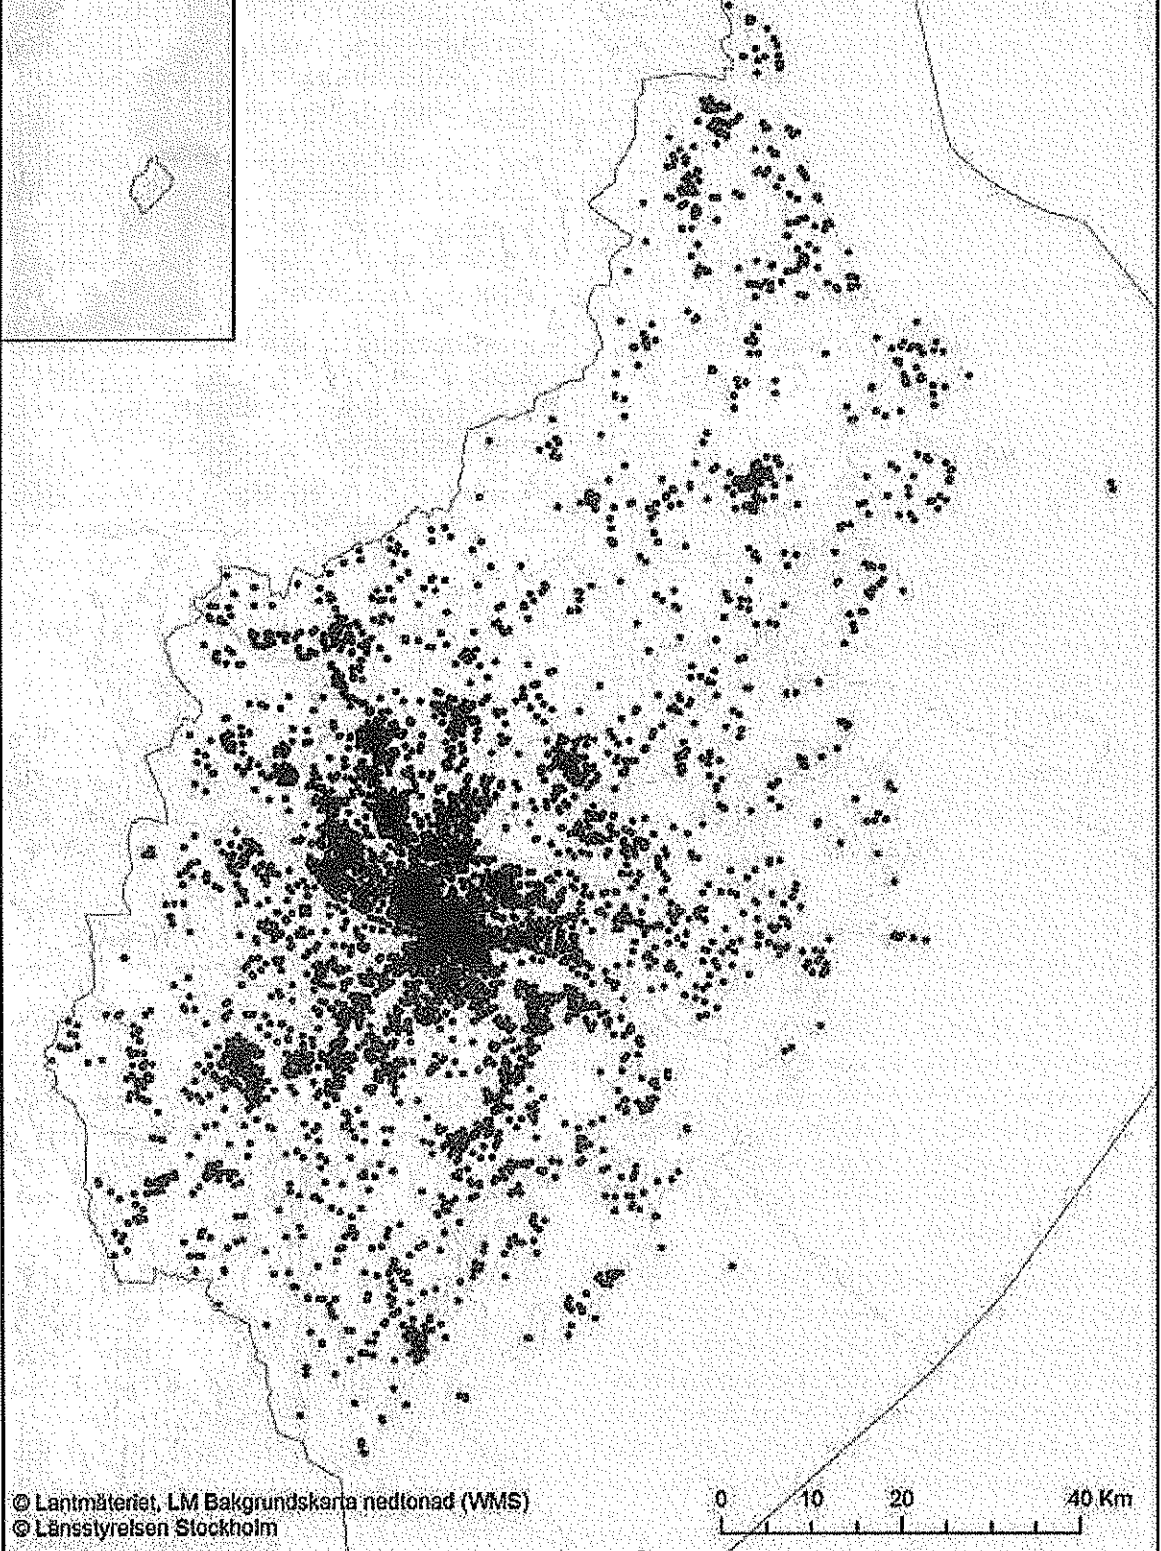 © Lantmäteriet, LM Bakgrundskarta nedtonad (WMS)
© Länsstyrelsen Stockholm
0 10 20 40 Km